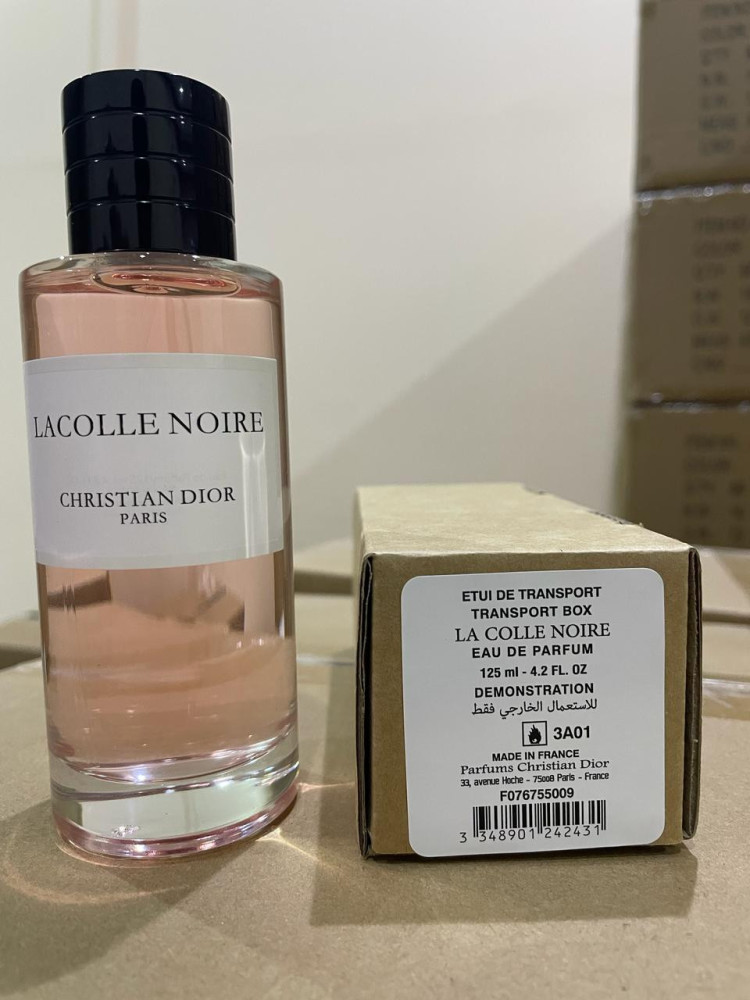 LACOLLE NOIRE
CHRISTIAN DIOR
PARIS
ETUI DE TRANSPORT
TRANSPORT BOX
LA COLLE NOIRE
EAU DE PARFUM
125 ml - 4.2 FL. OZ
DEMONSTRATION
للاستعمال الخارجي فقط
3A01
MADE IN FRANCE
Parfums Christian Dior
33, avenue Hoche - 75008 Paris - France
F076755009
3 348901 242431